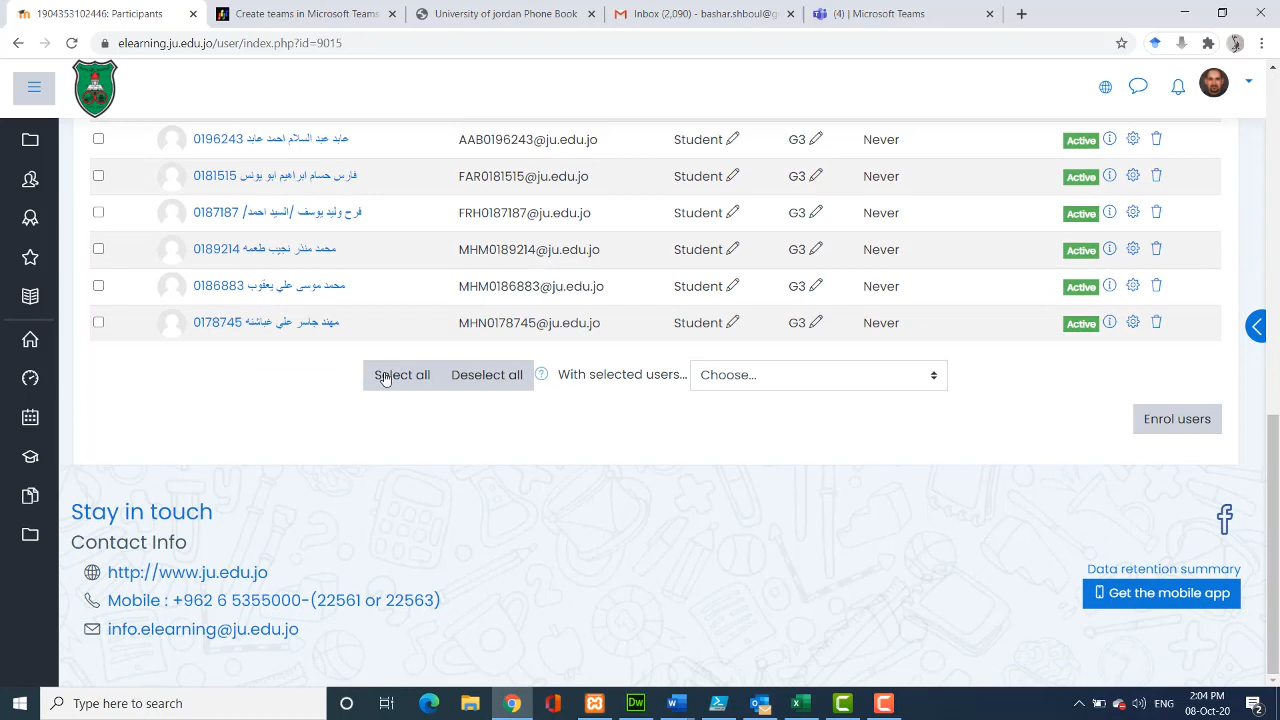 1704353102446: Participants
Create teams in Microsoft Teams
University of jordan Phone Book
Gmail Inbox (2,090) - mothanar.shboul@g
(4) | Microsoft Teams
elearning.ju.edu.jo/user/index.php?id=9015
عابد عبد السلام احمد عابد 0196243 AAB0196243@ju.edu.jo Student G3 Never Active
فارس حسام ابراهيم ابو يونس 0181515 FAR0181515@ju.edu.jo Student G3 Never Active
فرح وليد يوسف /السيد احمد/ 0187187 FRH0187187@ju.edu.jo Student G3 Never Active
محمد منذر نجيب طعمه 0189214 MHM0189214@ju.edu.jo Student G3 Never Active
محمد موسى علي يعقوب 0186883 MHM0186883@ju.edu.jo Student G3 Never Active
مهند جاسر علي غباشنه 0178745 MHN0178745@ju.edu.jo Student G3 Never Active
Select all Deselect all With selected users... Choose...
Enrol users
Stay in touch
Contact Info
http://www.ju.edu.jo
Mobile : +962 6 5355000-(22561 or 22563)
info.elearning@ju.edu.jo
Data retention summary
Get the mobile app
Type here to search
ENG
2:04 PM
08-Oct-20
2